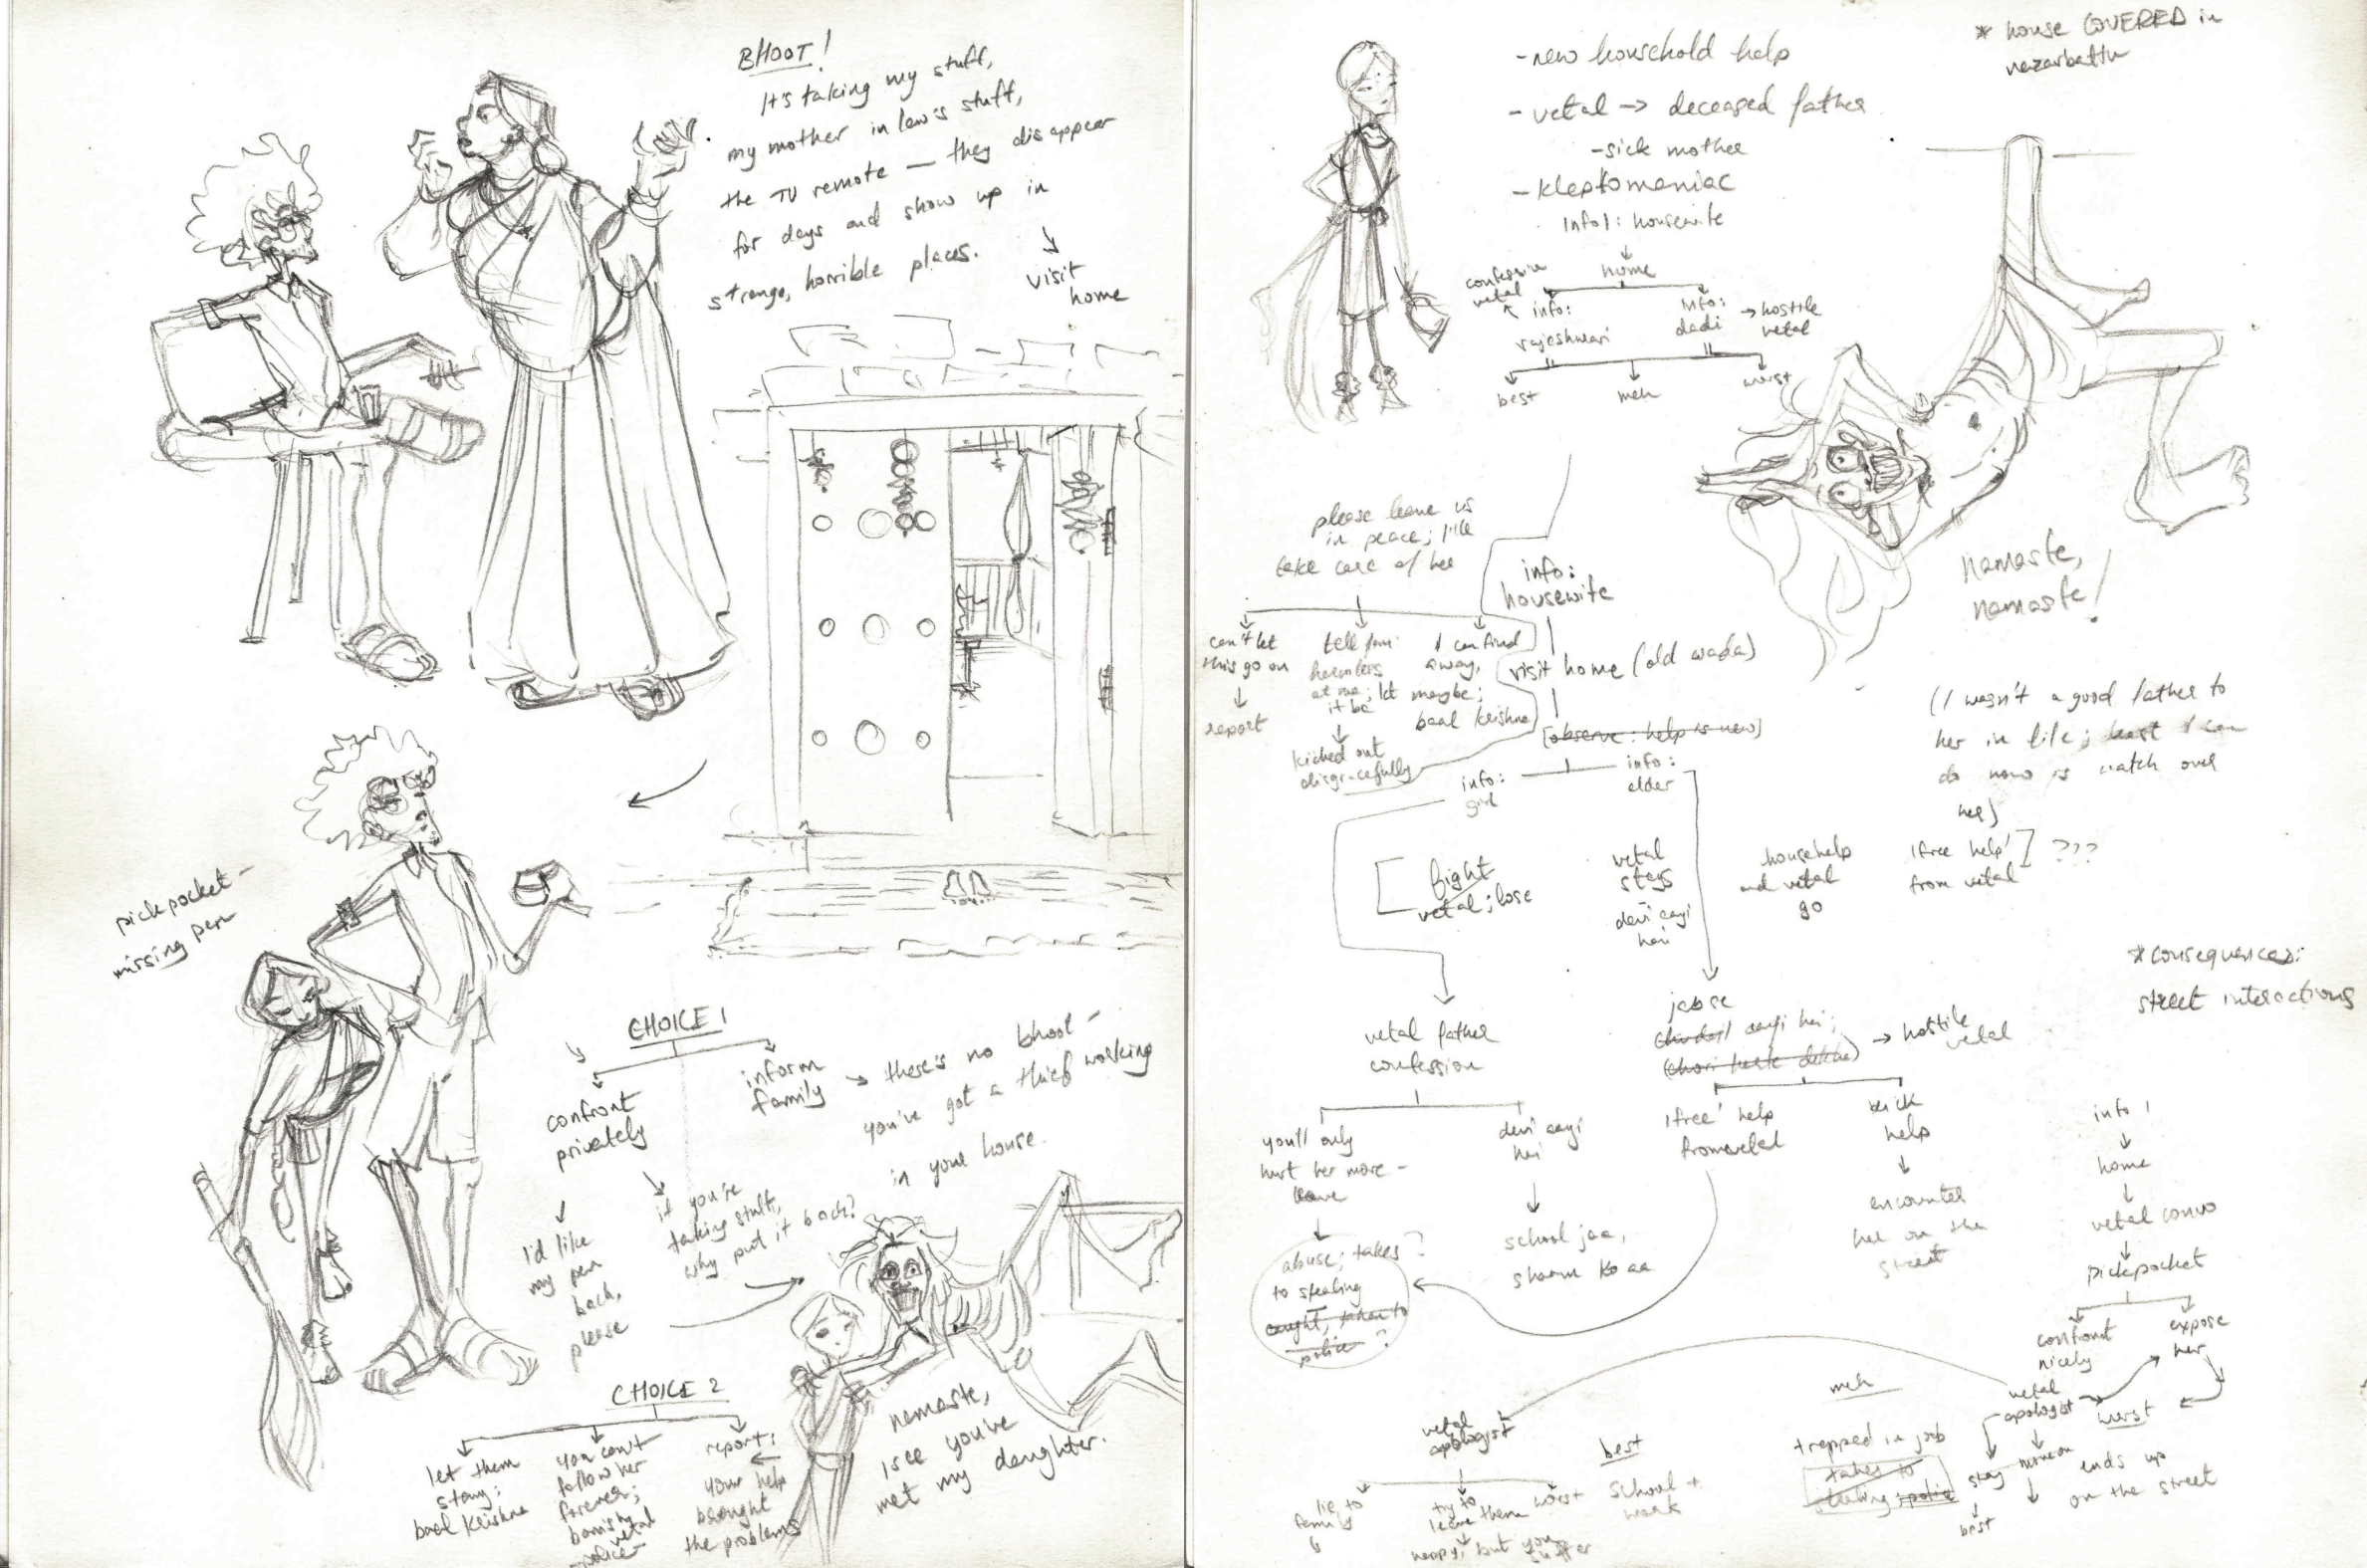 BHOOT!
It's taking my stuff,
my mother in law's stuff,
the TV remote — they disappear
for days and show up in
strange, horrible places.
visit
home
pickpocket –
missing pen
CHOICE 1
confront
privately
inform
family
there's no bhoot –
you've got a thief working
in your house.
I'd like
my pen
back,
please
if you're
taking stuff,
why put it back?
CHOICE 2
let them
stay:
baal krishna
you can't
follow her
forever;
banish
vetal
police
report:
your help
brought
the problems
namaste,
I see you've
met my daughter.
* house COVERED in
nazarbattu
- new household help
- vetal -> deceased father
- sick mother
- kleptomaniac
info 1: housewife
home
confession
vetal
info:
rajeshwari
info:
dadi
hostile
vetal
best
meh
worst
namaste,
namaste!
please leave us
in peace; I'll
take care of her
can't let
this go on
report
tell fam:
harmless
at me; let
it be
kicked out
disgracefully
I can find
a way,
maybe;
baal krishna
info:
housewife
visit home (old wada)
[observe: help is new]
info:
girl
info:
elder
(I wasn't a good father to
her in life; least I can
do now is watch over
her)
fight
vetal; lose
vetal
stays
devi aayi
hai
househelp
and vetal
go
'free help'
from vetal
???
* consequences:
street interactions
vetal father
confession
you'll only
hurt her more –
leave
devi aayi
hai
abuse; takes ?
to stealing
caught, taken to
police ?
school jaa,
sharm ko aa
aayi hai;
hostile
vetal
'free' help
from vetal
kick
help
encounter
her on the
street
info 1
home
vetal convo
pickpocket
confront
nicely
expose
her
vetal
apologist
worst
stay
best
ends up
on the street
meh
trapped in job
takes to
stealing; police
vetal
apologist
lie to
family
try to
leave them
happy; but you
suffer
worst
best
school +
work